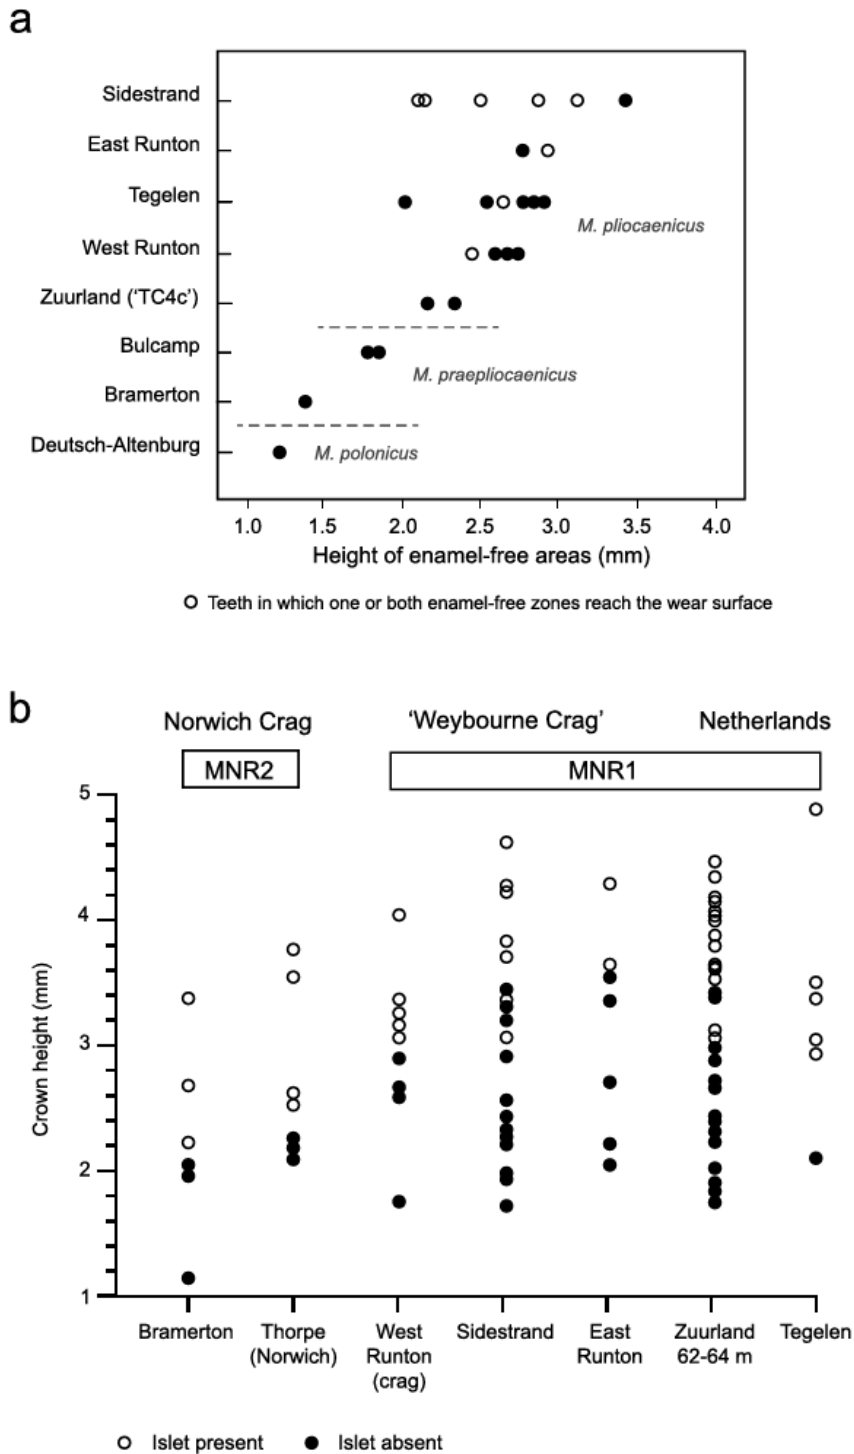 a
Sidestrand
East Runton
Tegelen
M. pliocaenicus
West Runton
Zuurland (‘TC4c’)
Bulcamp
M. praepliocaenicus
Bramerton
Deutsch-Altenburg
M. polonicus
1.0 1.5 2.0 2.5 3.0 3.5 4.0
Height of enamel-free areas (mm)
Teeth in which one or both enamel-free zones reach the wear surface
b
Norwich Crag ‘Weybourne Crag’ Netherlands
MNR2 MNR1
5
4
3
2
1
Crown height (mm)
Bramerton Thorpe West Sidestrand East Zuurland Tegelen
(Norwich) Runton Runton 62-64 m
(crag)
Islet present Islet absent